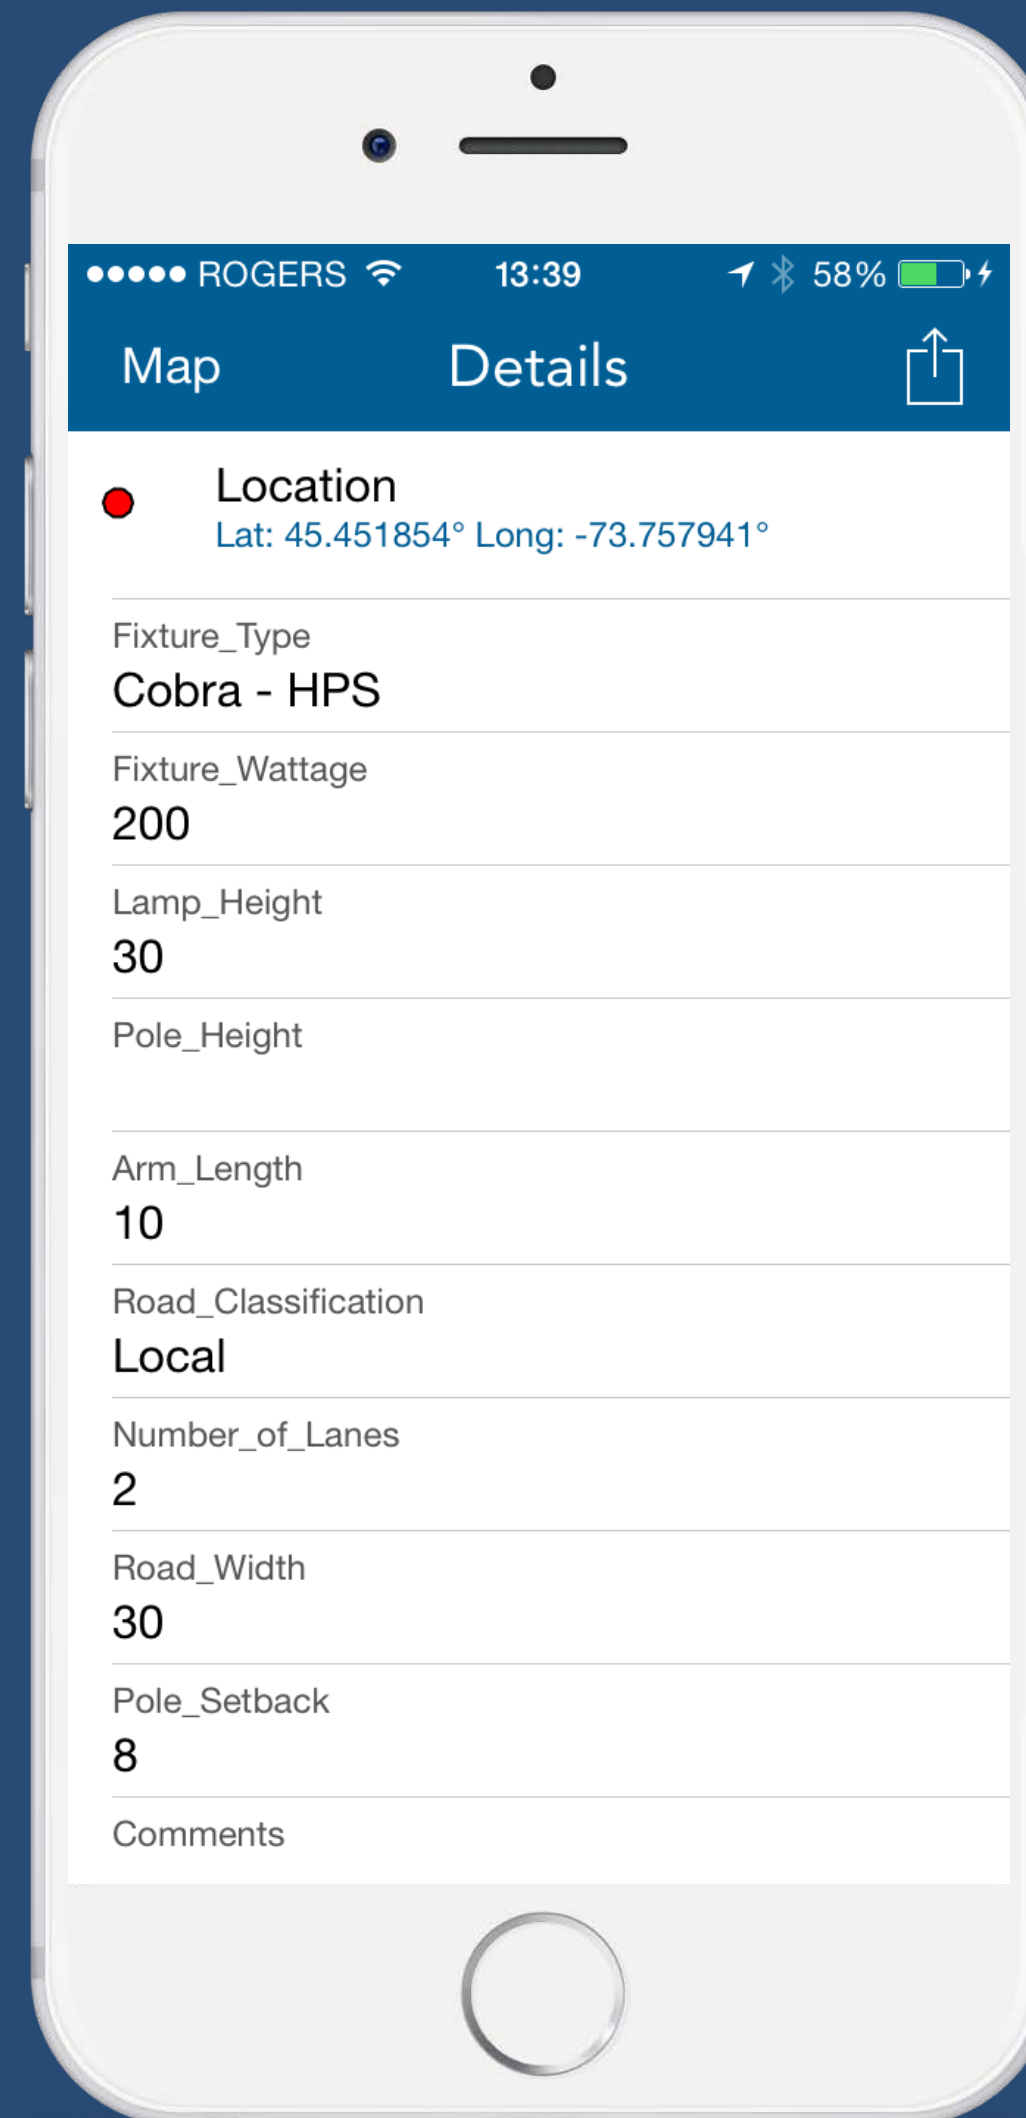 ROGERS 13:39 58%
Map Details
Location
Lat: 45.451854° Long: -73.757941°
Fixture_Type
Cobra - HPS
Fixture_Wattage
200
Lamp_Height
30
Pole_Height
Arm_Length
10
Road_Classification
Local
Number_of_Lanes
2
Road_Width
30
Pole_Setback
8
Comments